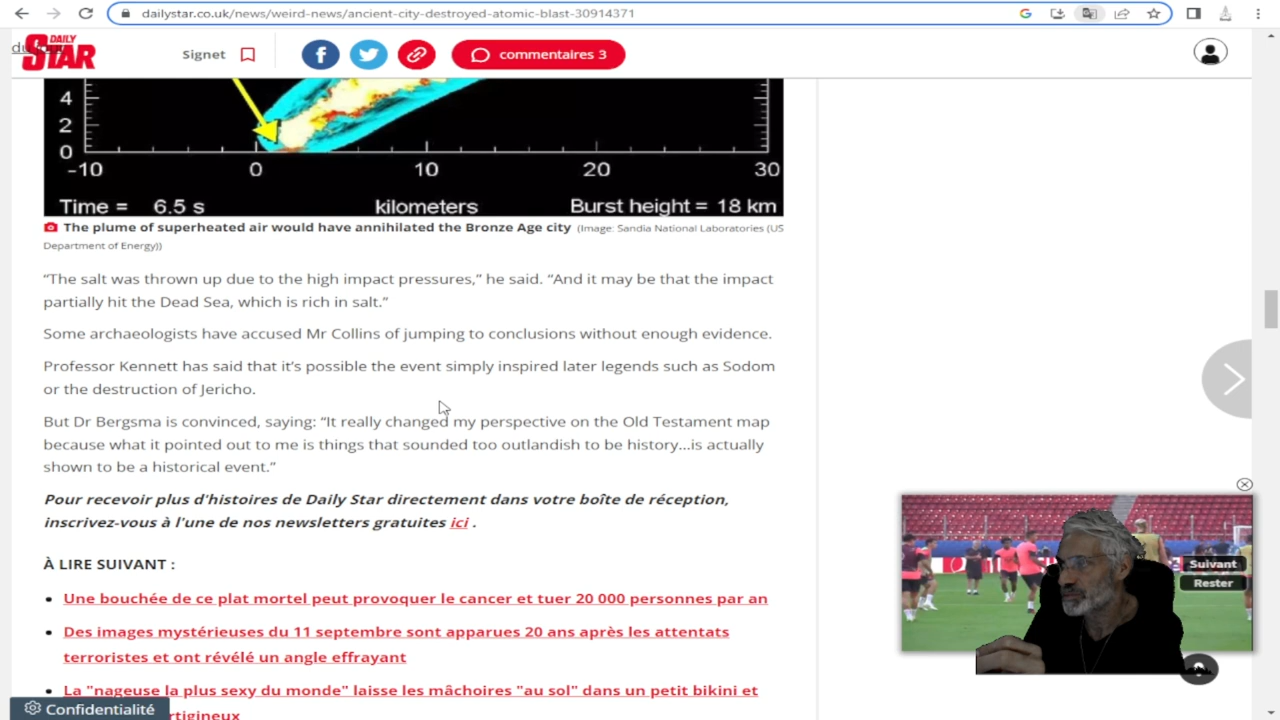 dailystar.co.uk/news/weird-news/ancient-city-destroyed-atomic-blast-30914371
DAILY
STAR
Signet
commentaires 3
4
2
0
-10
0
10
20
30
Time = 6.5 s
kilometers
Burst height = 18 km
The plume of superheated air would have annihilated the Bronze Age city (Image: Sandia National Laboratories (US
Department of Energy))
“The salt was thrown up due to the high impact pressures,” he said. “And it may be that the impact
partially hit the Dead Sea, which is rich in salt.”
Some archaeologists have accused Mr Collins of jumping to conclusions without enough evidence.
Professor Kennett has said that it’s possible the event simply inspired later legends such as Sodom
or the destruction of Jericho.
But Dr Bergsma is convinced, saying: “It really changed my perspective on the Old Testament map
because what it pointed out to me is things that sounded too outlandish to be history...is actually
shown to be a historical event.”
Pour recevoir plus d'histoires de Daily Star directement dans votre boîte de réception,
inscrivez-vous à l'une de nos newsletters gratuites ici .
Suivant
Rester
À LIRE SUIVANT :
Une bouchée de ce plat mortel peut provoquer le cancer et tuer 20 000 personnes par an
Des images mystérieuses du 11 septembre sont apparues 20 ans après les attentats
terroristes et ont révélé un angle effrayant
La "nageuse la plus sexy du monde" laisse les mâchoires "au sol" dans un petit bikini et
Confidentialité